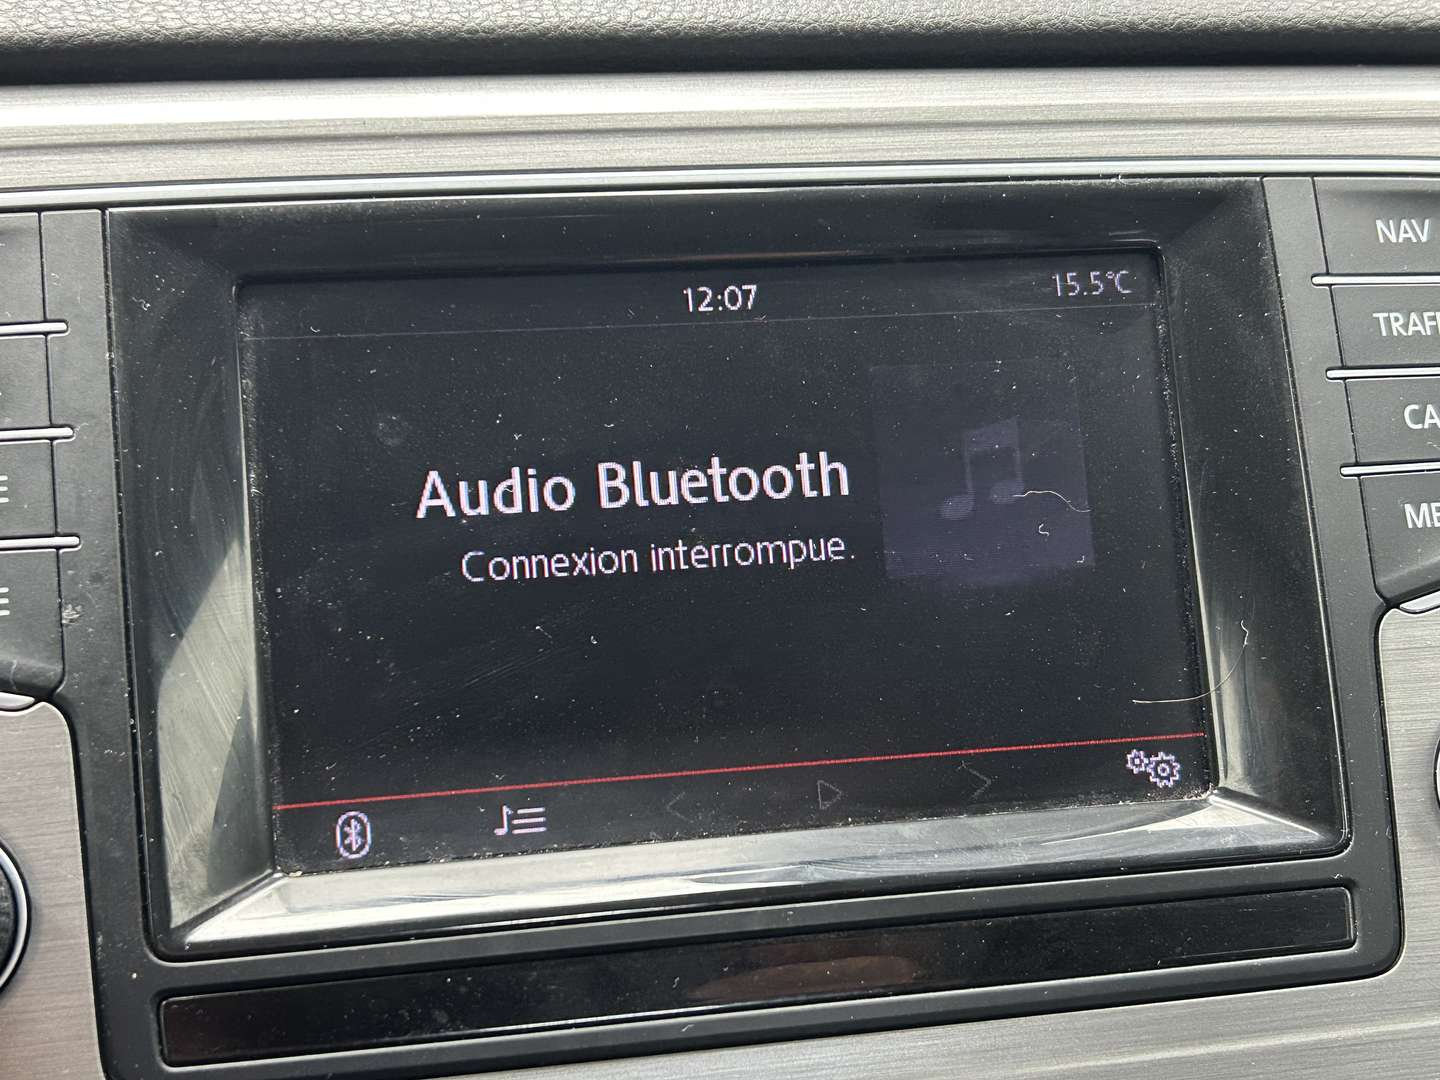 12:07
15.5°C
NAV
Audio Bluetooth
Connexion interrompue.